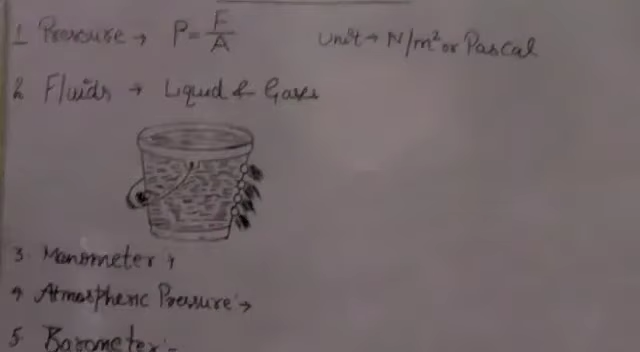 1 Pressure → P = F/A Unit → N/m² or Pascal
2 Fluids → Liquid & Gases
3 Manometer →
4 Atmospheric Pressure →
5 Barometer -